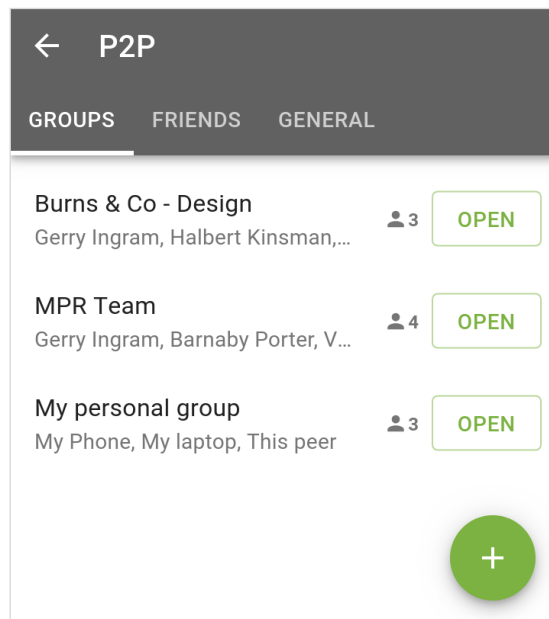 P2P
GROUPS FRIENDS GENERAL
Burns & Co - Design
Gerry Ingram, Halbert Kinsman,...
3 OPEN
MPR Team
Gerry Ingram, Barnaby Porter, V...
4 OPEN
My personal group
My Phone, My laptop, This peer
3 OPEN
+